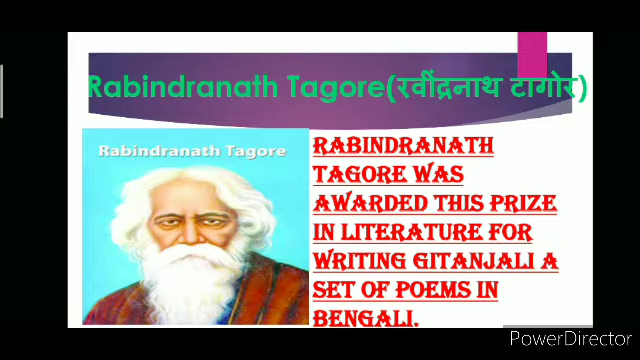 Rabindranath Tagore(रवींद्रनाथ टागोर)
Rabindranath Tagore
RABINDRANATH
TAGORE WAS
AWARDED THIS PRIZE
IN LITERATURE FOR
WRITING GITANJALI A
SET OF POEMS IN
BENGALI.
PowerDirector